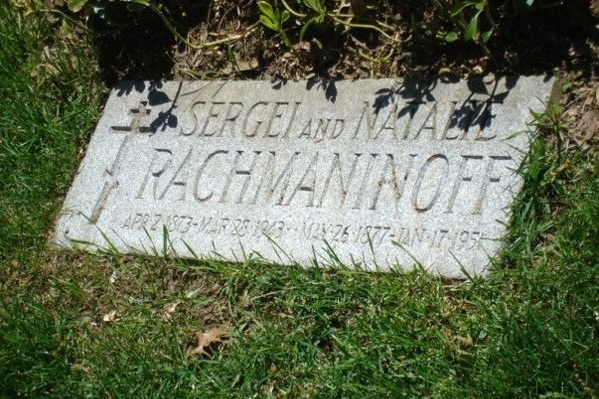 SERGEI AND NATALIE
RACHMANINOFF
APR 2 1873 - MAR 28 1943 · MAY 26 1877 - JAN 17 1951